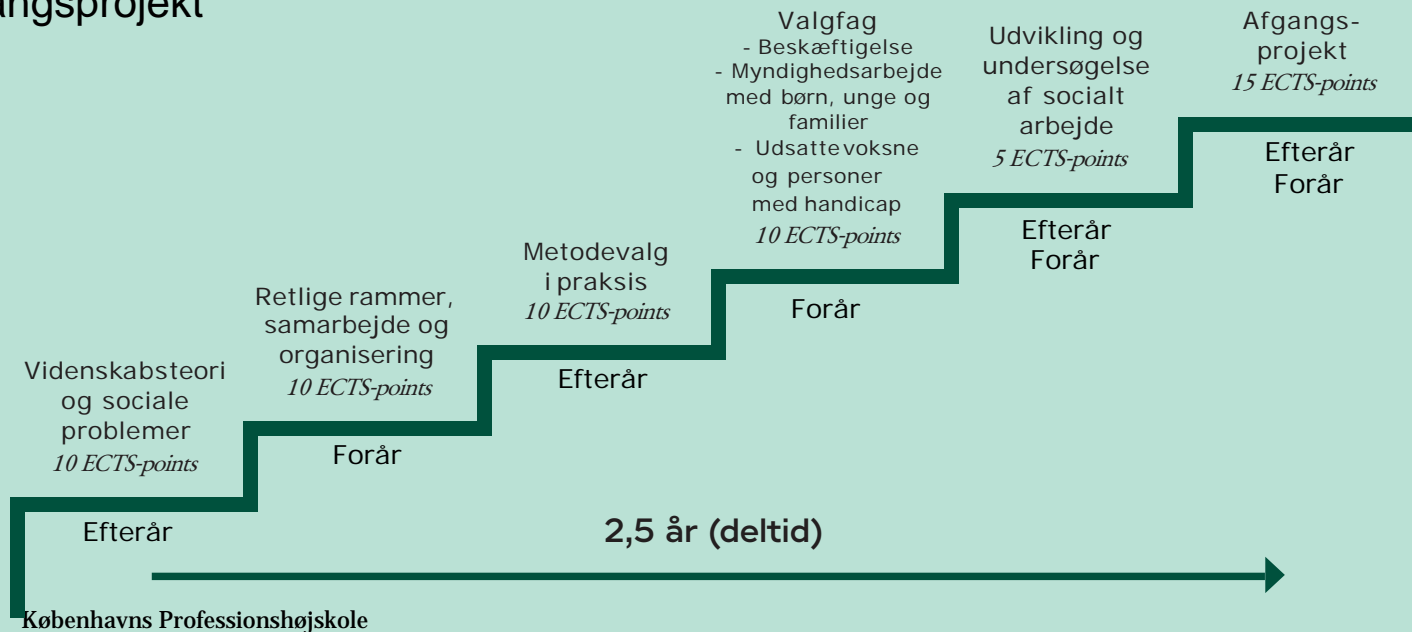 Videnskabsteori
og sociale
problemer
10 ECTS-points
Efterår
Retlige rammer,
samarbejde og
organisering
10 ECTS-points
Forår
Metodevalg
i praksis
10 ECTS-points
Efterår
Valgfag
- Beskæftigelse
- Myndighedsarbejde
med børn, unge og
familier
- Udsatte voksne
og personer
med handicap
10 ECTS-points
Forår
Udvikling og
undersøgelse
af socialt
arbejde
5 ECTS-points
Efterår
Forår
Afgangs-
projekt
15 ECTS-points
Efterår
Forår
2,5 år (deltid)
Københavns Professionshøjskole